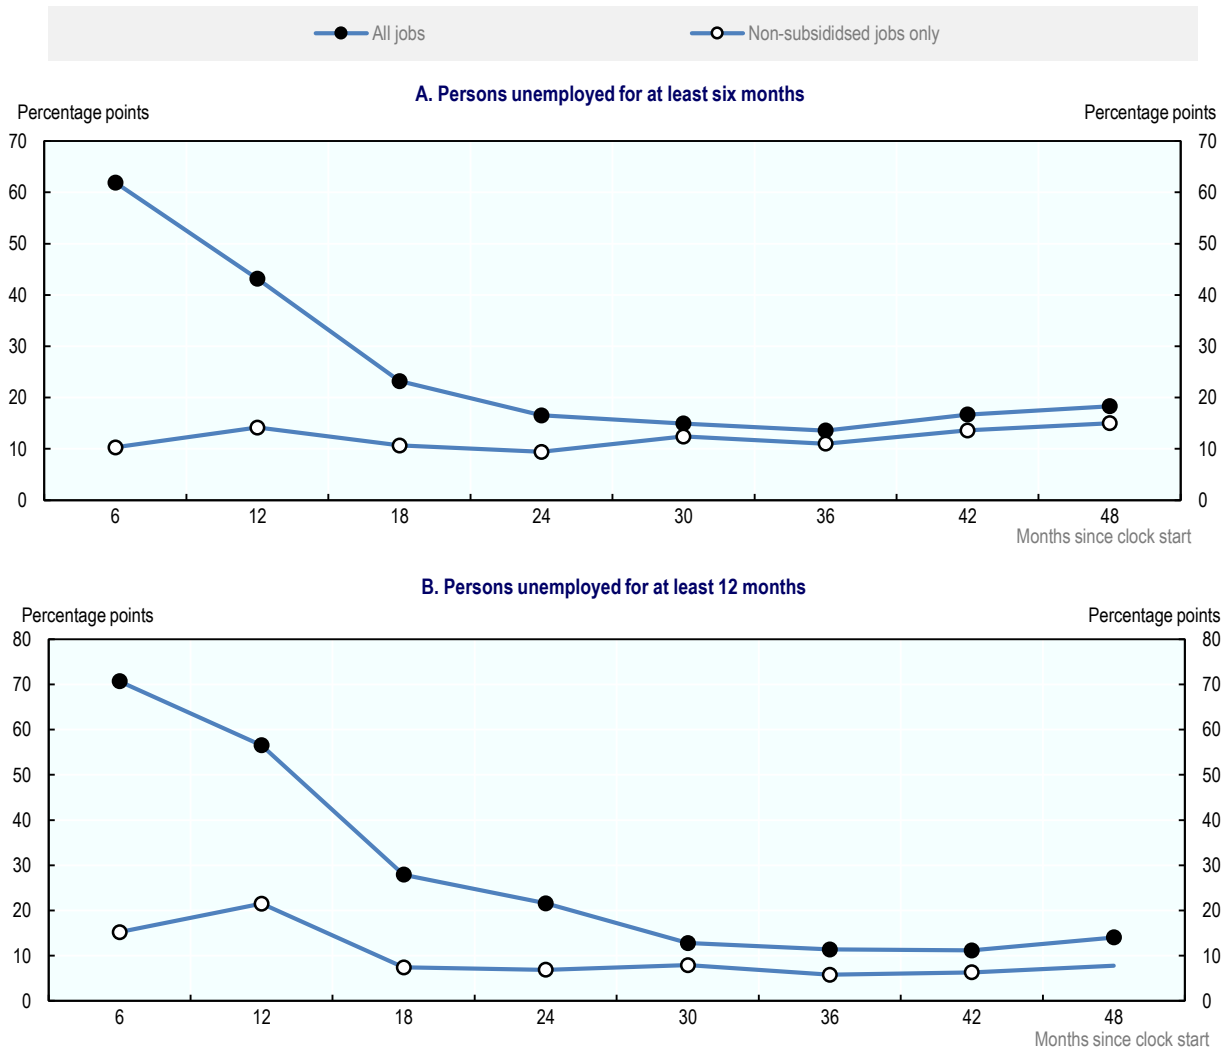 All jobs
Non-subsididsed jobs only
A. Persons unemployed for at least six months
Percentage points
Percentage points
70
70
60
60
50
50
40
40
30
30
20
20
10
10
0
0
6 12 18 24 30 36 42 48
Months since clock start
B. Persons unemployed for at least 12 months
Percentage points
Percentage points
80
80
70
70
60
60
50
50
40
40
30
30
20
20
10
10
0
0
6 12 18 24 30 36 42 48
Months since clock start